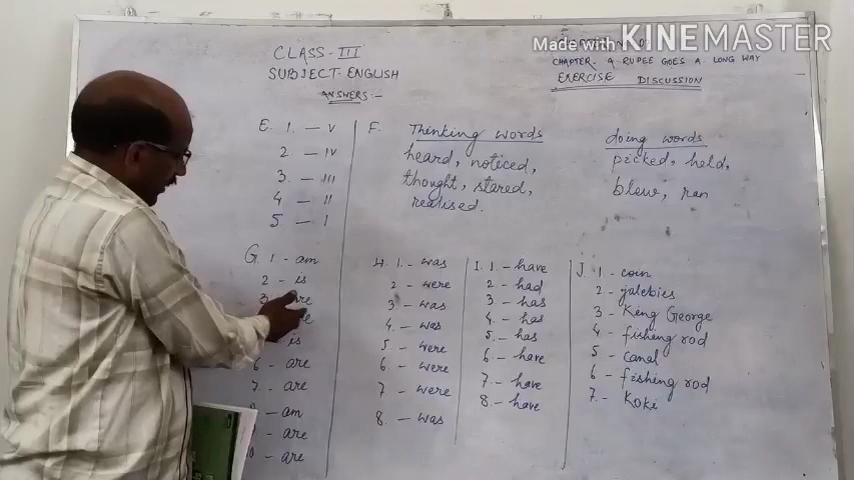 Made with KINEMASTER
CLASS-III
SUBJECT-ENGLISH
ANSWERS:-
CHAPTER- A RUPEE GOES A LONG WAY
EXERCISE DISCUSSION
E. 1. - V
2 - IV
3. - III
4 - II
5 - I
F. Thinking words
heard, noticed,
thought, stared,
realised.
doing words
picked, held,
blew, ran
G. 1 - am
2 - is
3 - are
is
6 - are
7. - are
- am
- are
10 - are
H. 1. - was
2 - were
3 - was
4. - was
5. - were
6 - were
7 - were
8. - was
I. 1. - have
2 - had
3 - has
4. - has
5. - has
6 - have
7. - have
8. - have
J. 1 - coin
2 - jalebies
3 - King George
4 - fishing rod
5 - canal
6 - fishing rod
7. - Koki